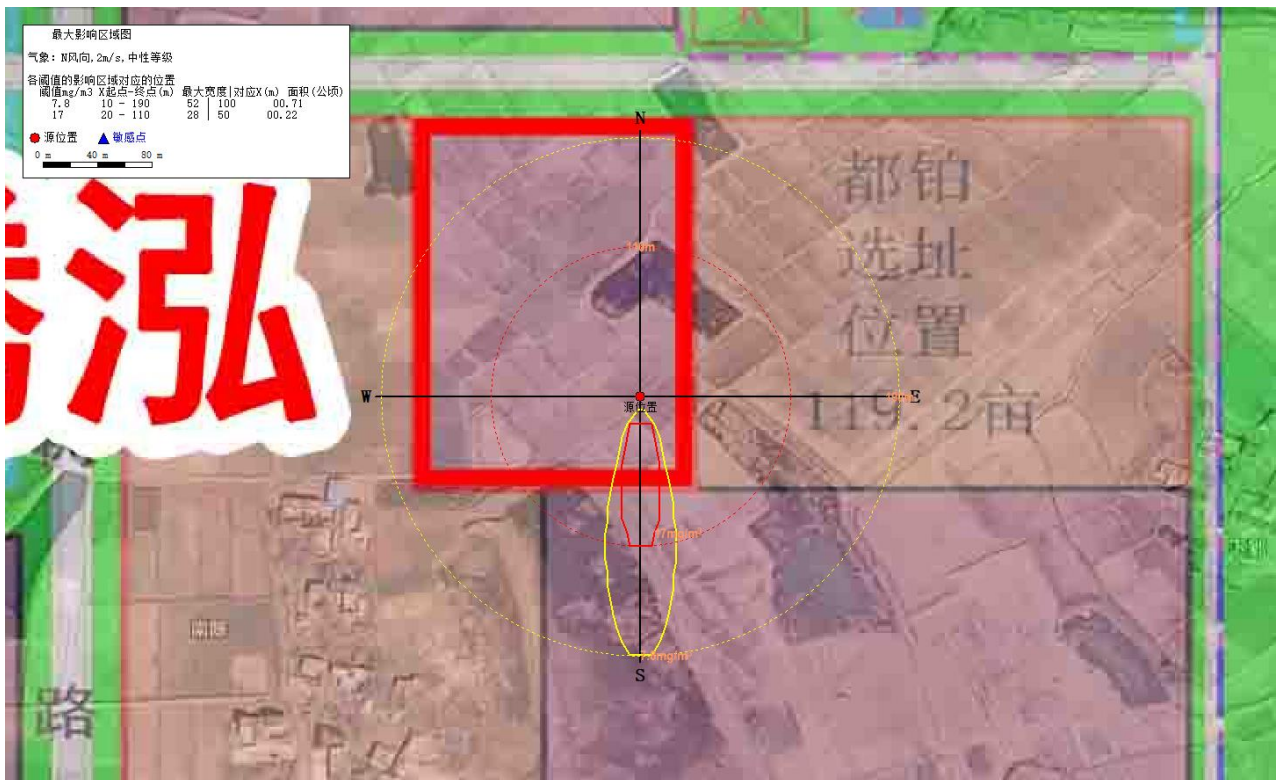 最大影响区域图
气象: N风向,2m/s,中性等级
各阈值的影响区域对应的位置
阈值mg/m3 X起点-终点(m) 最大宽度|对应X(m) 面积(公顷)
7.8 10 - 190 52 | 100 00.71
17 20 - 110 28 | 50 00.22
源位置 敏感点
0 m 40 m 80 m
N
泓
都铂
选址
位置
119.2亩
110m
W
E
源位置
S
路